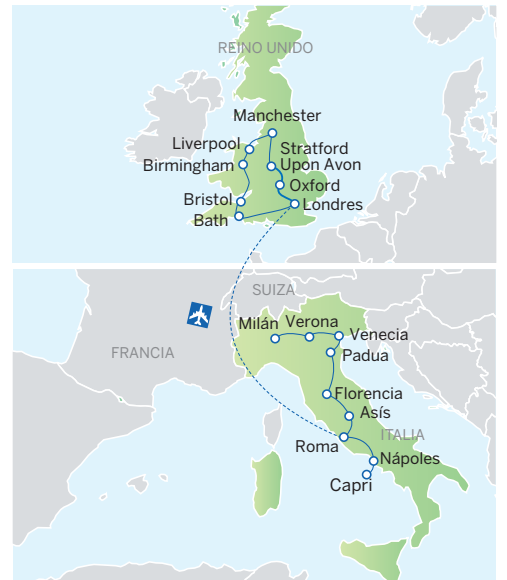 REINO UNIDO
Manchester
Liverpool
Stratford
Upon Avon
Birmingham
Oxford
Bristol
Londres
Bath
SUIZA
Milán
Verona
Venecia
FRANCIA
Padua
Florencia
Asís
Roma
ITALIA
Nápoles
Capri